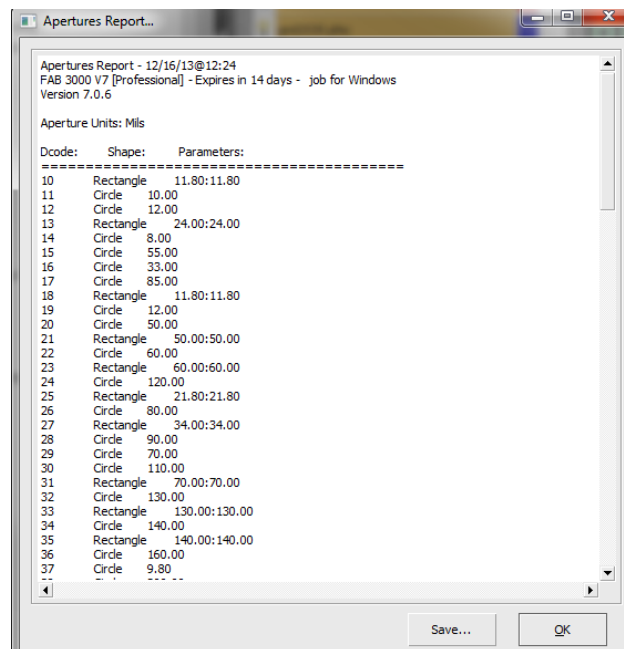 Apertures Report...
Apertures Report - 12/16/13@12:24
FAB 3000 V7 [Professional] - Expires in 14 days - job for Windows
Version 7.0.6
Aperture Units: Mils
Dcode: Shape: Parameters:
===========================================
10 Rectangle 11.80:11.80
11 Circle 10.00
12 Circle 12.00
13 Rectangle 24.00:24.00
14 Circle 8.00
15 Circle 55.00
16 Circle 33.00
17 Circle 85.00
18 Rectangle 11.80:11.80
19 Circle 12.00
20 Circle 50.00
21 Rectangle 50.00:50.00
22 Circle 60.00
23 Rectangle 60.00:60.00
24 Circle 120.00
25 Rectangle 21.80:21.80
26 Circle 80.00
27 Rectangle 34.00:34.00
28 Circle 90.00
29 Circle 70.00
30 Circle 110.00
31 Rectangle 70.00:70.00
32 Circle 130.00
33 Rectangle 130.00:130.00
34 Circle 140.00
35 Rectangle 140.00:140.00
36 Circle 160.00
37 Circle 9.80
Save... OK